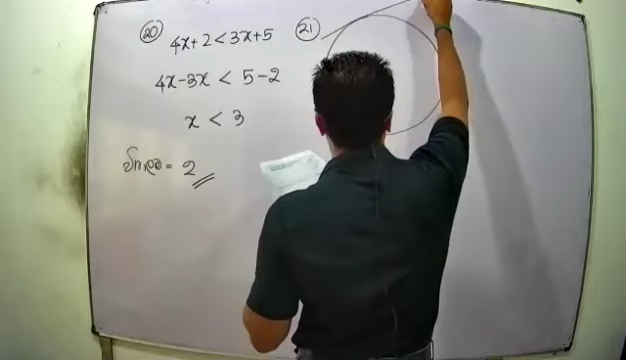 20
4x+2<3x+5
4x-3x < 5-2
x < 3
= 2
21